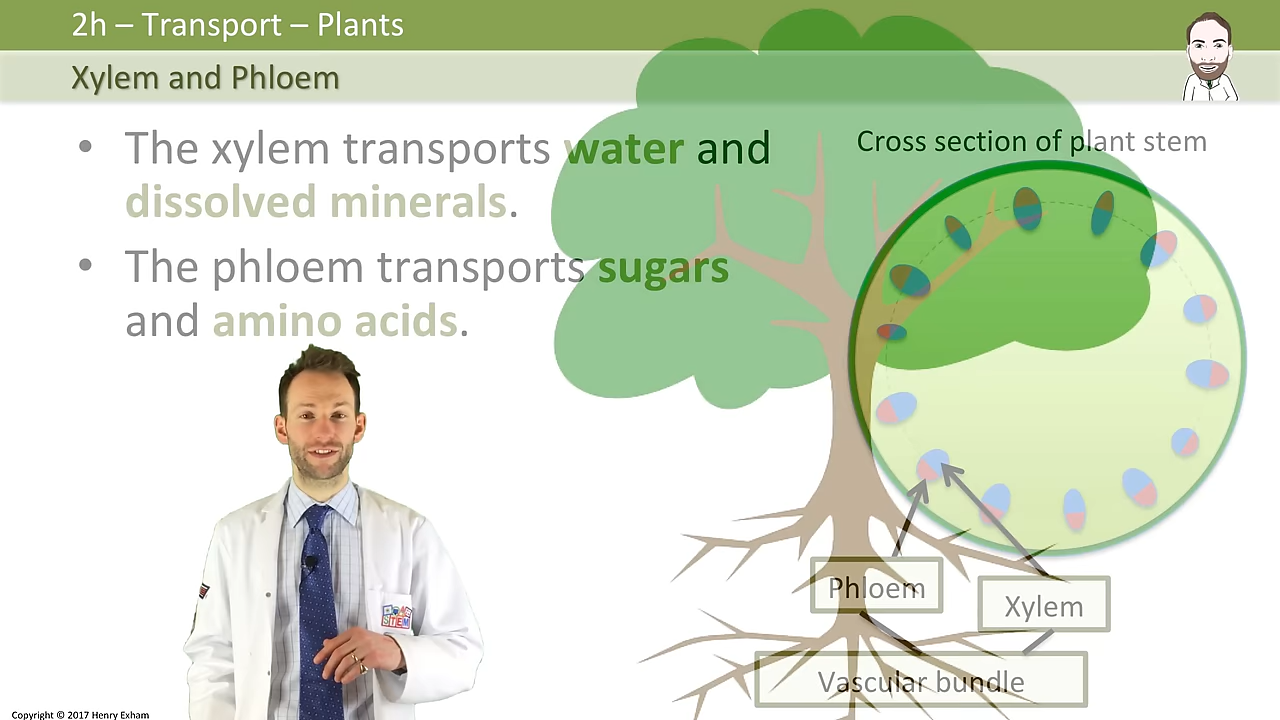 2h – Transport – Plants
Xylem and Phloem
• The xylem transports water and
dissolved minerals.
• The phloem transports sugars
and amino acids.
Cross section of plant stem
Phloem
Xylem
Vascular bundle
STEM
Copyright © 2017 Henry Exham